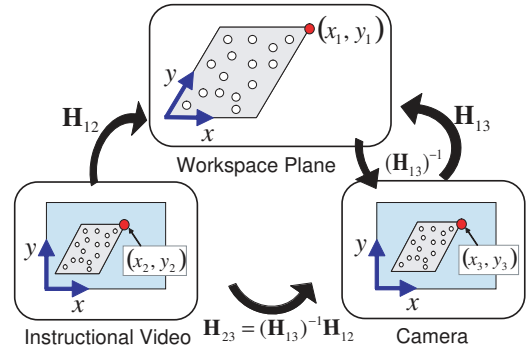 (x₁, y₁)
y
x
H₁₂
H₁₃
Workspace Plane
(H₁₃)⁻¹
y
(x₂, y₂)
x
y
(x₃, y₃)
x
Instructional Video
H₂₃ = (H₁₃)⁻¹H₁₂
Camera